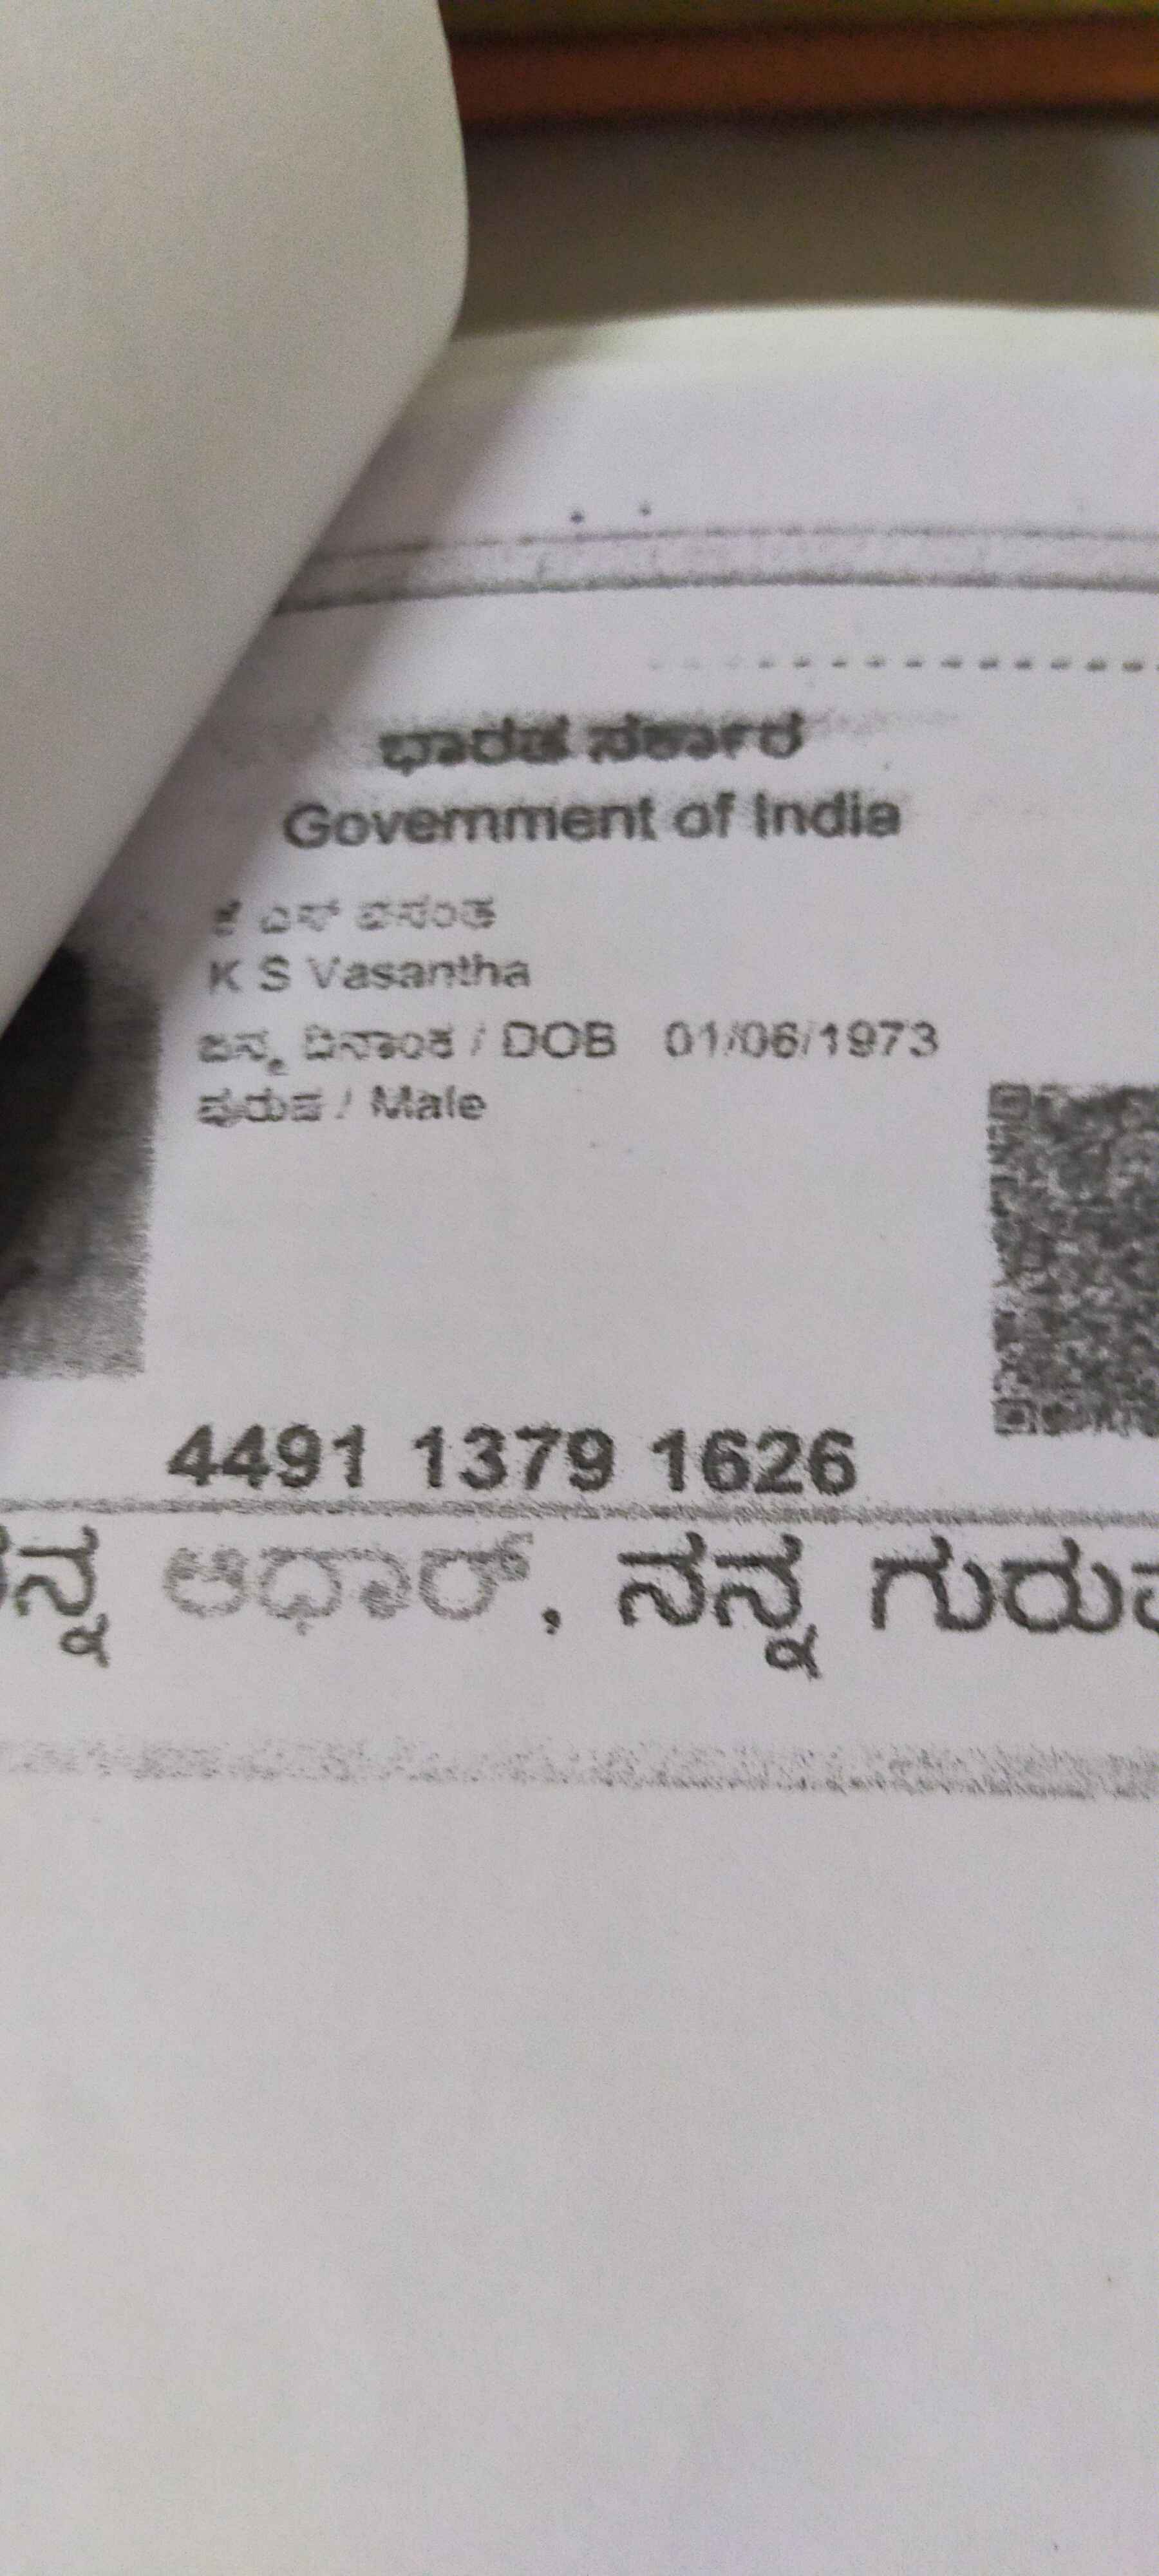 ಭಾರತ ಸರ್ಕಾರ
Government of India
ಕೆ ಎಸ್ ವಸಂತ
K S Vasantha
ಜನ್ಮ ದಿನಾಂಕ / DOB 01/06/1973
ಪುರುಷ / Male
4491 1379 1626
ಆಧಾರ್, ನನ್ನ